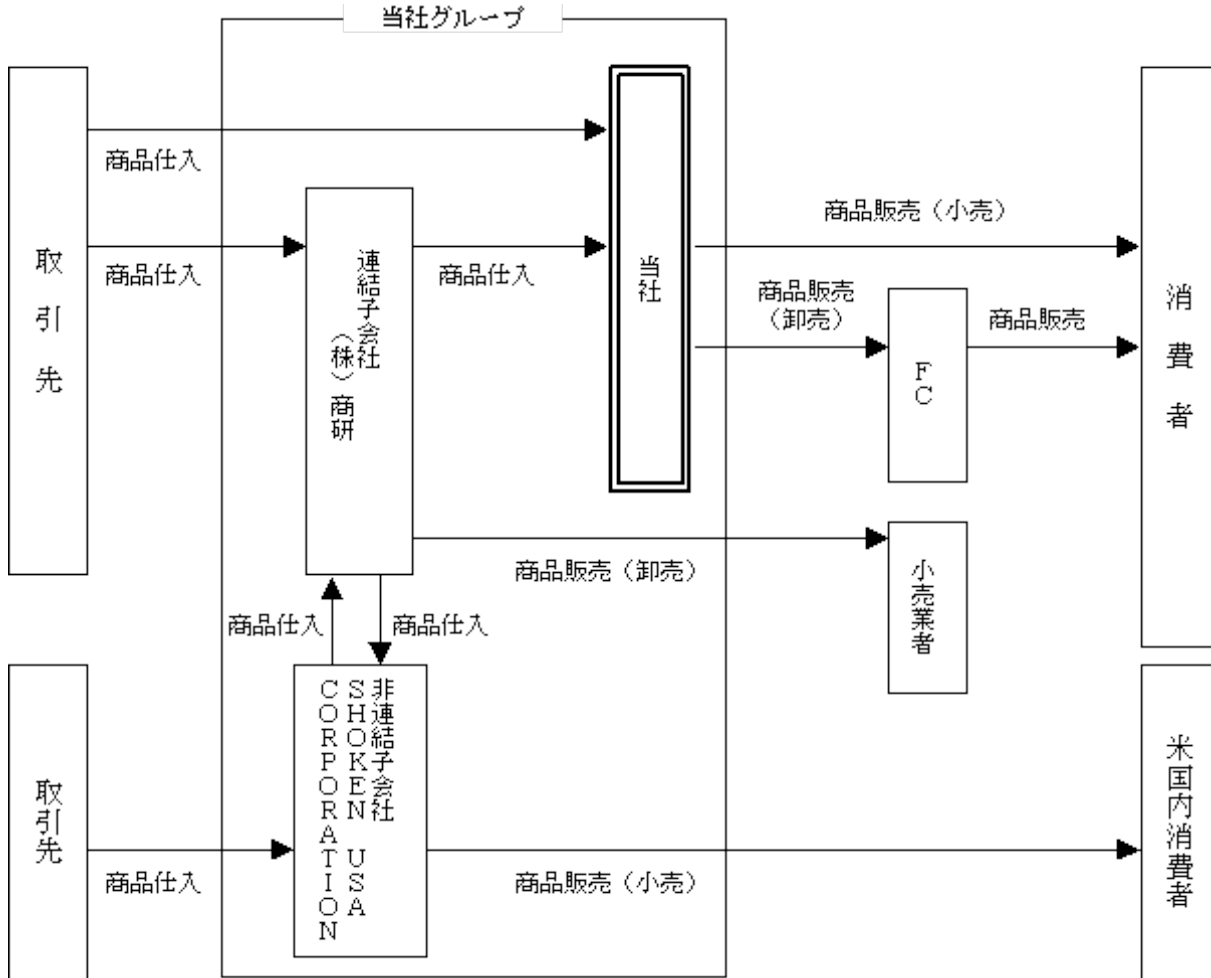 当社グループ
取引先
商品仕入
商品仕入
連結子会社
(株)商研
商品仕入
当社
商品販売（小売）
商品販売
（卸売）
FC
商品販売
消費者
商品販売（卸売）
小売業者
商品仕入
商品仕入
取引先
商品仕入
非連結子会社
SHOKEN USA
CORPORATION
商品販売（小売）
米国内消費者